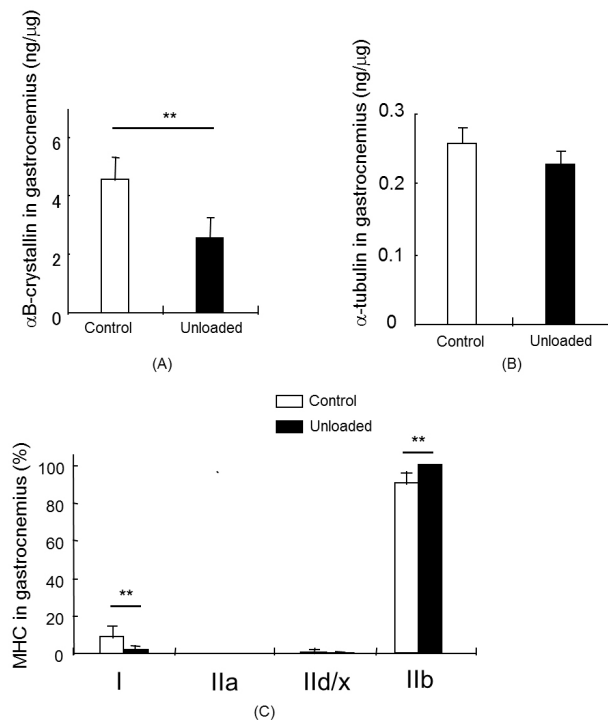 αB-crystallin in gastrocnemius (ng/μg)
6
4
2
0
**
Control Unloaded
(A)
α-tubulin in gastrocnemius (ng/μg)
0.3
0.2
0.1
0
Control Unloaded
(B)
Control
Unloaded
MHC in gastrocnemius (%)
100
80
60
40
20
0
**
**
I IIa IId/x IIb
(C)